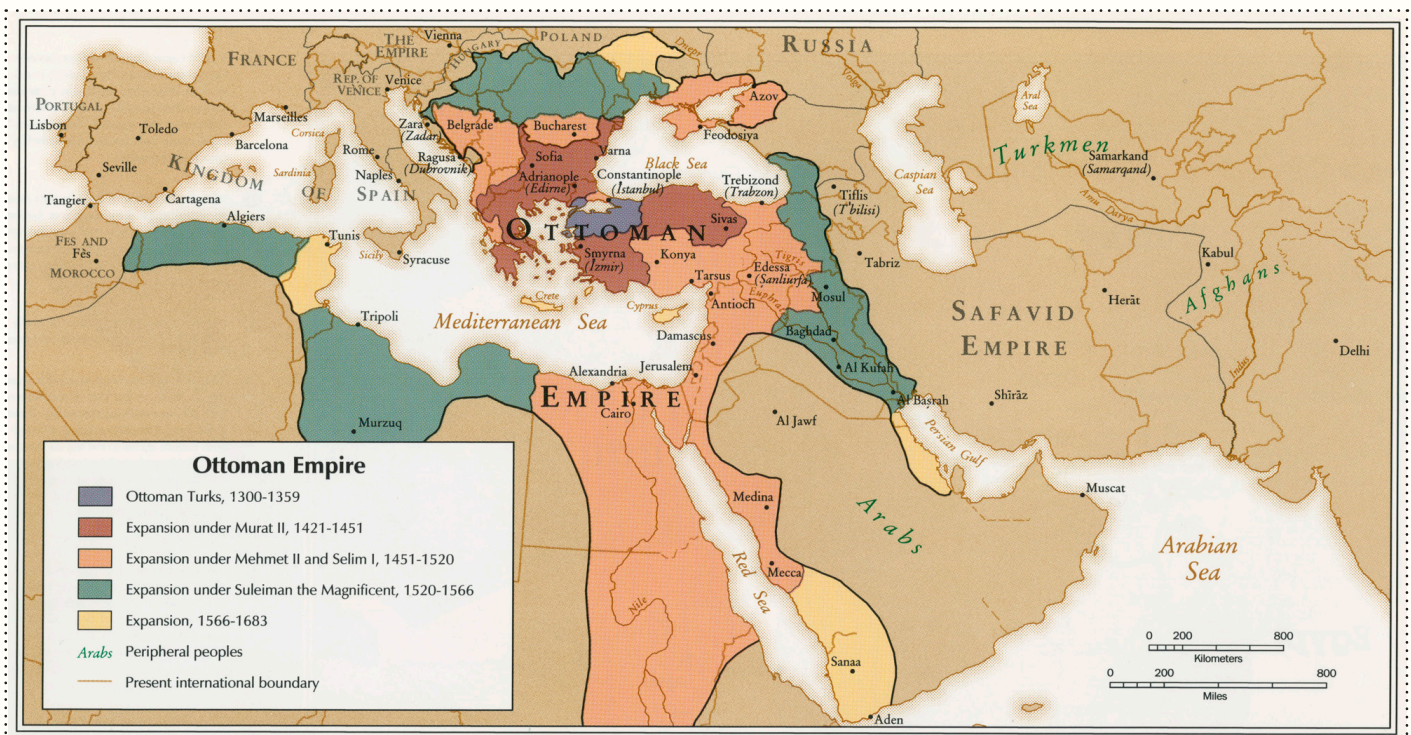 FRANCE
THE
EMPIRE
Vienna
HUNGARY
POLAND
Dnepr
RUSSIA
Volga
REP. OF
VENICE
Venice
PORTUGAL
Lisbon
Toledo
Marseilles
Corsica
Barcelona
Zara
(Zadar)
Belgrade
Bucharest
Azov
Feodosiya
Aral
Sea
Turkmen
Samarkand
(Samarqand)
Seville
KINGDOM
OF
SPAIN
Sardinia
Rome
Naples
Ragusa
(Dubrovnik)
Sofia
Varna
Black Sea
Adrianople
(Edirne)
Constantinople
(İstanbul)
Trebizond
(Trabzon)
Tiflis
(T'bilisi)
Caspian
Sea
Amu Darya
Tangier
Cartagena
Algiers
Tunis
FES AND
Fès
MOROCCO
Sicily
Syracuse
OTTOMAN
Sivas
Smyrna
(İzmir)
Konya
Tigris
Edessa
(Sanliurfa)
Tabriz
Kabul
Afghans
Tarsus
Antioch
Euphrates
Mosul
Herāt
SAFAVID
EMPIRE
Crete
Cyprus
Tripoli
Mediterranean Sea
Damascus
Baghdad
Delhi
Indus
Alexandria
Jerusalem
Al Kufah
EMPIRE
Cairo
Al Basrah
Shīrāz
Murzuq
Al Jawf
Persian Gulf
Medina
Muscat
Arabs
Red
Sea
Mecca
Arabian
Sea
Nile
Sanaa
Aden
Ottoman Empire
Ottoman Turks, 1300-1359
Expansion under Murat II, 1421-1451
Expansion under Mehmet II and Selim I, 1451-1520
Expansion under Suleiman the Magnificent, 1520-1566
Expansion, 1566-1683
Arabs Peripheral peoples
Present international boundary
0 200 800
Kilometers
0 200 800
Miles